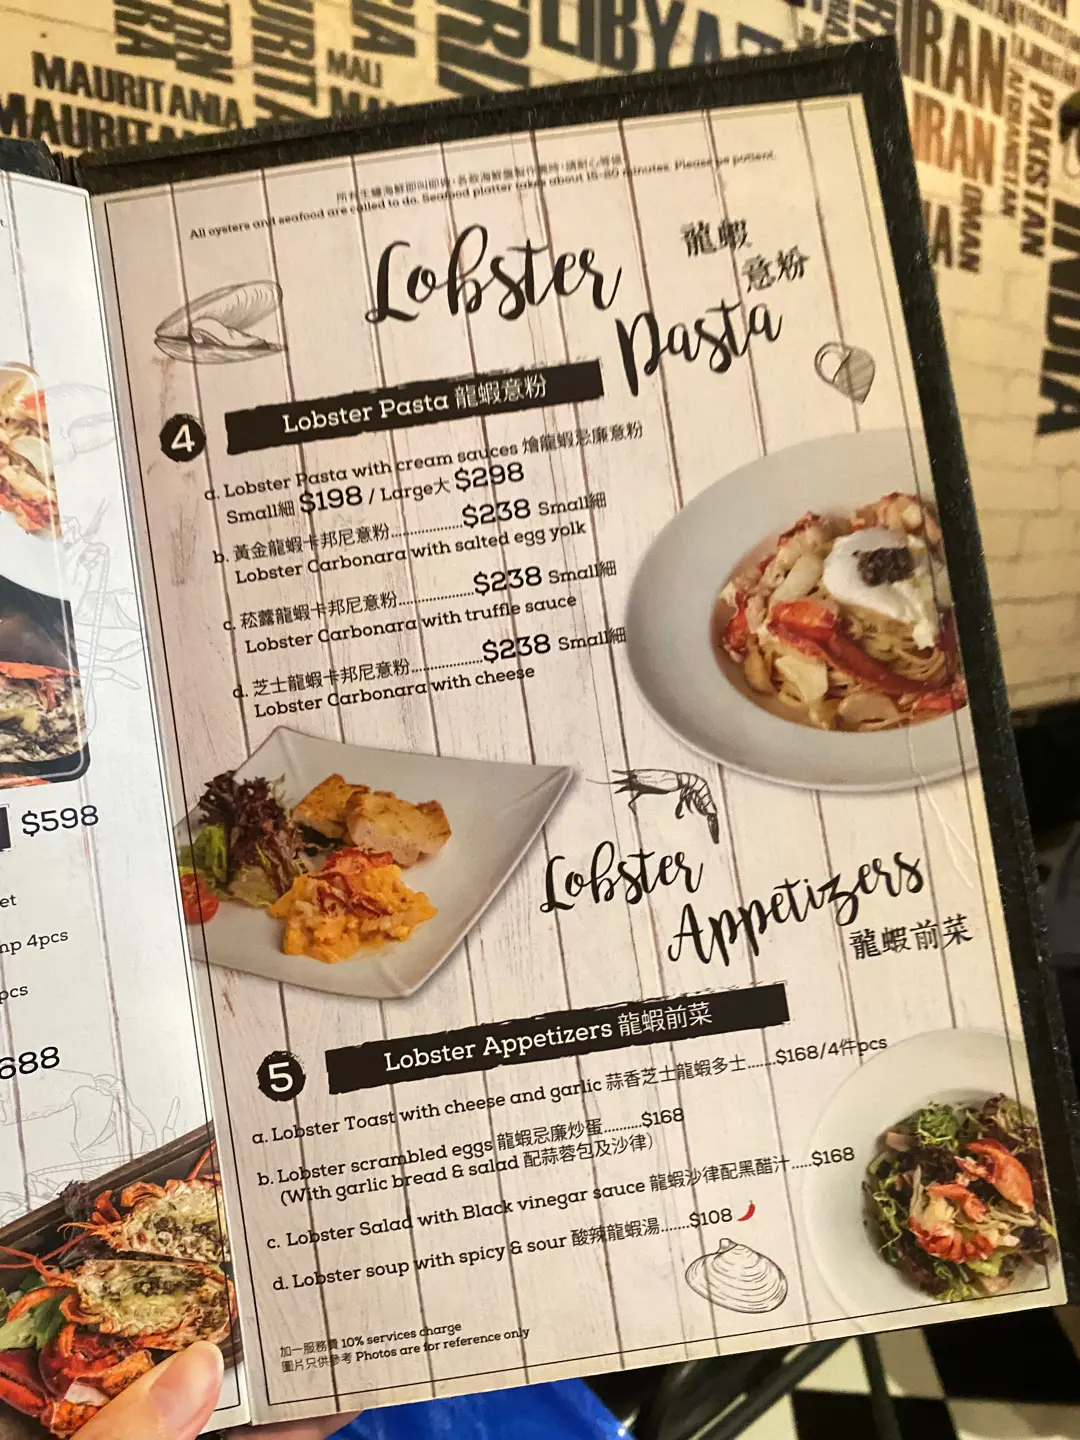 LIBYA
IRAN
MAURITANIA
MALI
MAURIT
IRAN
PAKISTAN
OMAN
INDIA
All oysters and seafood are called to do. Seafood platter takes about 15-20 minutes. Please be patient.
Lobster
Pasta
龍蝦
意粉
4
Lobster Pasta 龍蝦意粉
a. Lobster Pasta with cream sauces 燴龍蝦忌廉意粉
Small細 $198 / Large大 $298
b. 黃金龍蝦卡邦尼意粉..................$238 Small細
Lobster Carbonara with salted egg yolk
c. 菘露龍蝦卡邦尼意粉..................$238 Small細
Lobster Carbonara with truffle sauce
d. 芝士龍蝦卡邦尼意粉..................$238 Small細
Lobster Carbonara with cheese
$598
et
mp 4pcs
pcs
688
Lobster
Appetizers
龍蝦前菜
5
Lobster Appetizers 龍蝦前菜
a. Lobster Toast with cheese and garlic 蒜香芝士龍蝦多士.......$168/4件pcs
b. Lobster scrambled eggs 龍蝦忌廉炒蛋..........$168
(With garlic bread & salad 配蒜蓉包及沙律)
c. Lobster Salad with Black vinegar sauce 龍蝦沙律配黑醋汁.....$168
d. Lobster soup with spicy & sour 酸辣龍蝦湯.......$108
加一服務費 10% services charge
圖片只供參考 Photos are for reference only